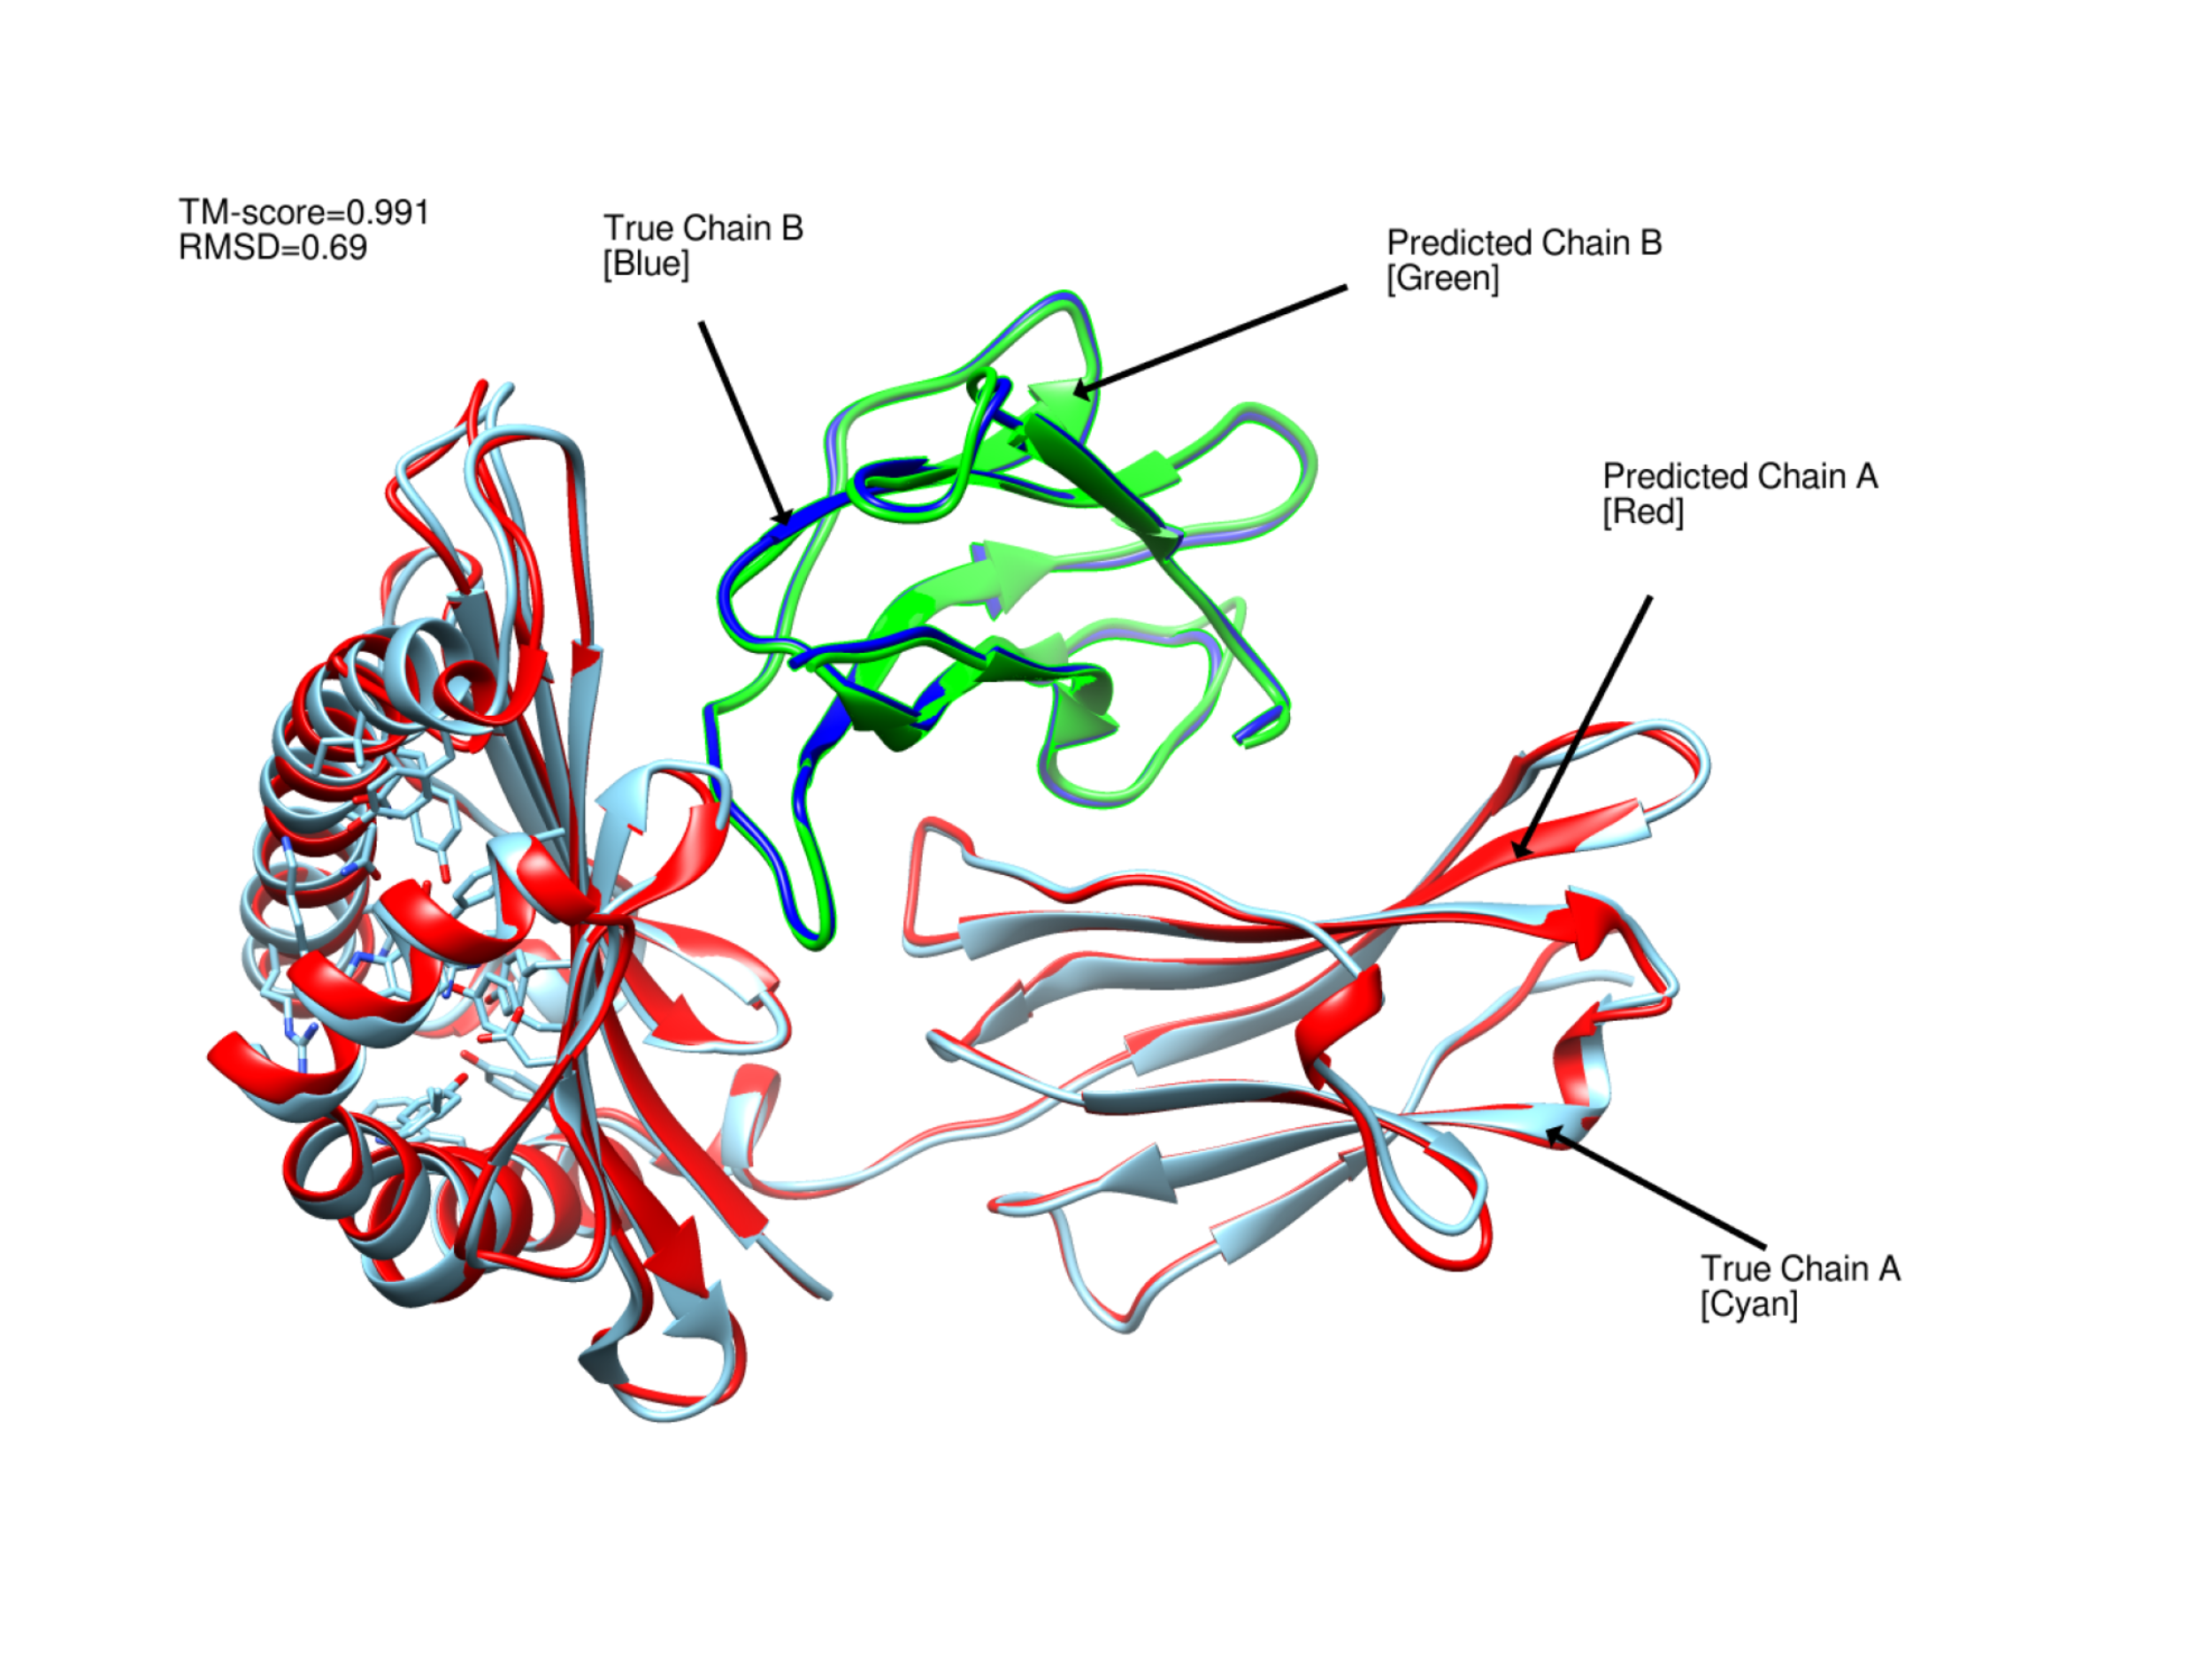 TM-score=0.991
RMSD=0.69
True Chain B
[Blue]
Predicted Chain B
[Green]
Predicted Chain A
[Red]
True Chain A
[Cyan]